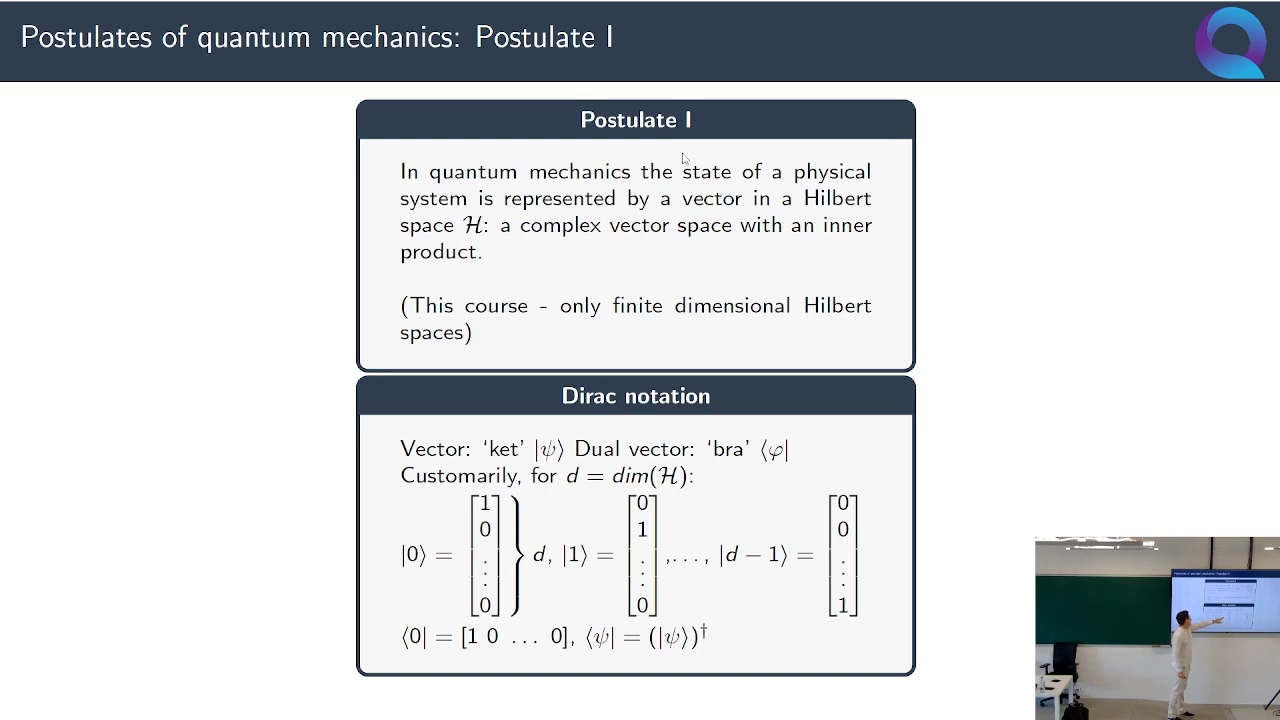 Postulates of quantum mechanics: Postulate I
Postulate I
In quantum mechanics the state of a physical
system is represented by a vector in a Hilbert
space ℋ: a complex vector space with an inner
product.
(This course - only finite dimensional Hilbert
spaces)
Dirac notation
Vector: ‘ket’ |ψ⟩ Dual vector: ‘bra’ ⟨φ|
Customarily, for d = dim(ℋ):
|0⟩ = [1 0 ⋮ 0] } d, |1⟩ = [0 1 ⋮ 0] ,..., |d − 1⟩ = [0 0 ⋮ 1]
⟨0| = [1 0 ... 0], ⟨ψ| = (|ψ⟩)†